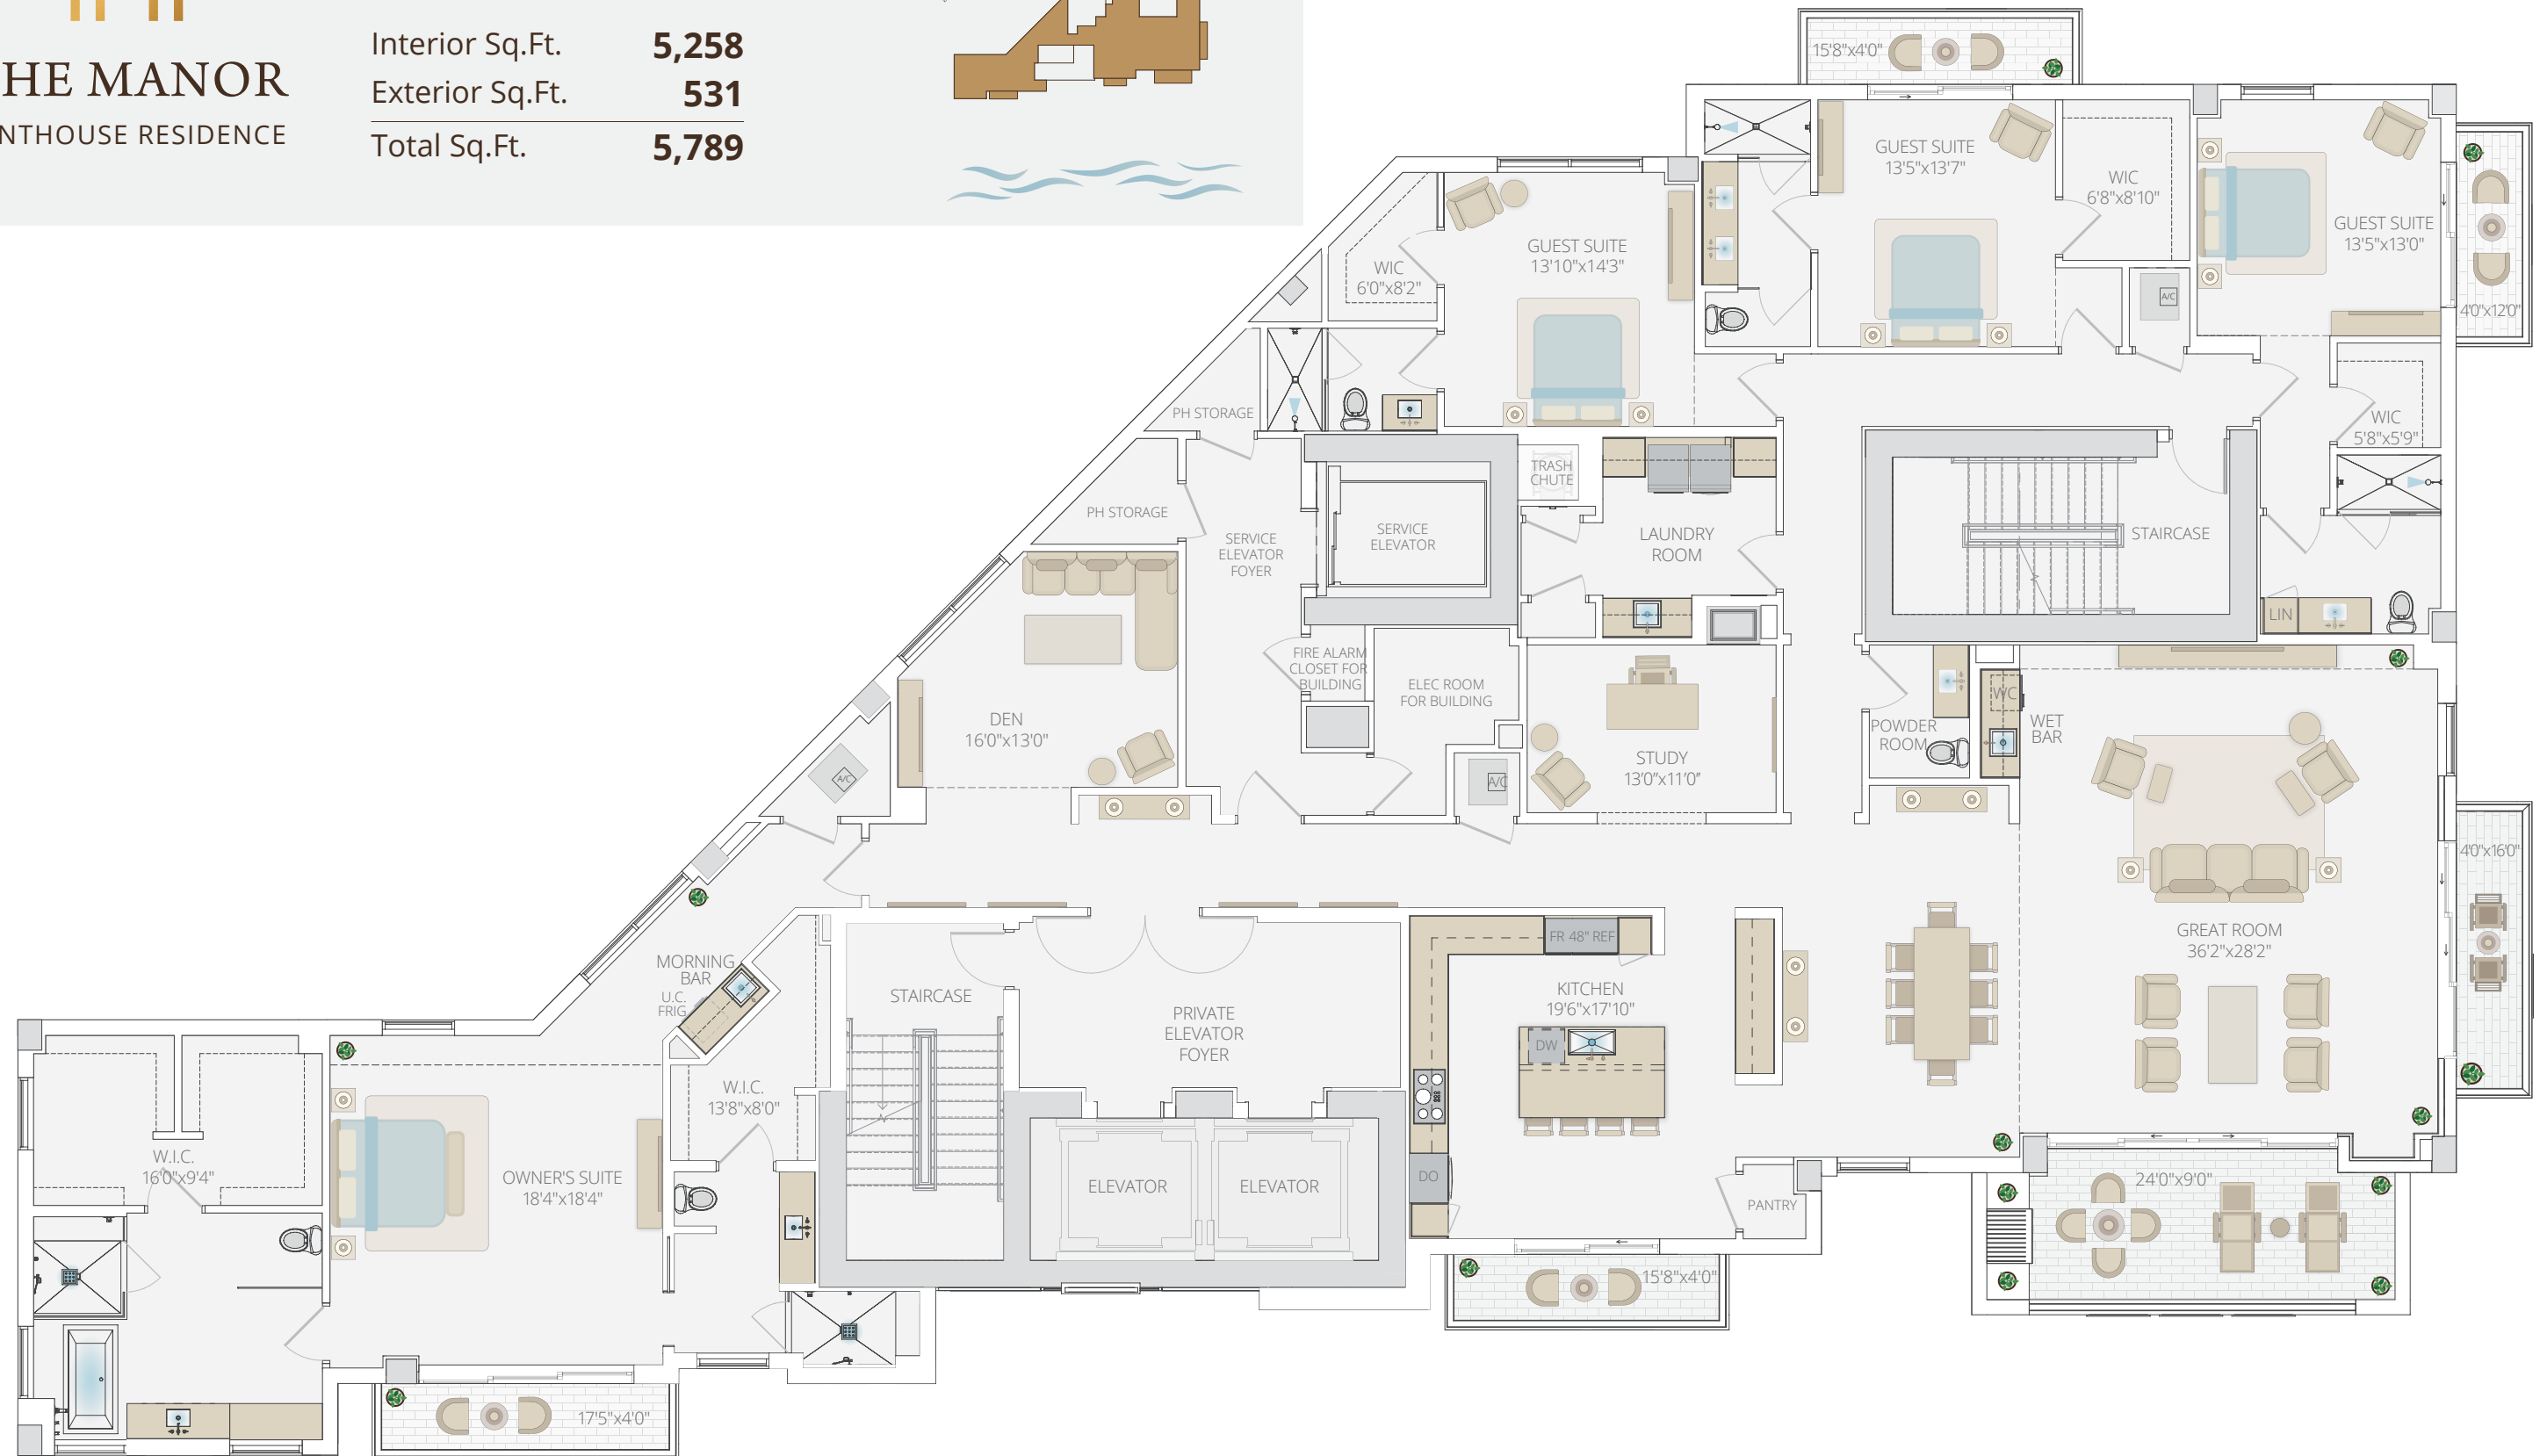 HE MANOR
NTHOUSE RESIDENCE
Interior Sq.Ft. 5,258
Exterior Sq.Ft. 531
Total Sq.Ft. 5,789
15'8"x4'0"
GUEST SUITE
13'5"x13'7"
WIC
6'8"x8'10"
GUEST SUITE
13'5"x13'0"
4'0"x12'0"
A/C
GUEST SUITE
13'10"x14'3"
WIC
6'0"x8'2"
WIC
5'8"x5'9"
PH STORAGE
PH STORAGE
SERVICE
ELEVATOR
FOYER
SERVICE
ELEVATOR
TRASH
CHUTE
LAUNDRY
ROOM
STAIRCASE
LIN
FIRE ALARM
CLOSET FOR
BUILDING
ELEC ROOM
FOR BUILDING
DEN
16'0"x13'0"
A/C
A/C
STUDY
13'0"x11'0"
POWDER
ROOM
WC
WET
BAR
4'0"x16'0"
GREAT ROOM
36'2"x28'2"
MORNING
BAR
U.C.
FRIG
STAIRCASE
PRIVATE
ELEVATOR
FOYER
FR 48" REF
KITCHEN
19'6"x17'10"
DW
DO
PANTRY
W.I.C.
13'8"x8'0"
W.I.C.
16'0"x9'4"
OWNER'S SUITE
18'4"x18'4"
ELEVATOR
ELEVATOR
24'0"x9'0"
15'8"x4'0"
17'5"x4'0"